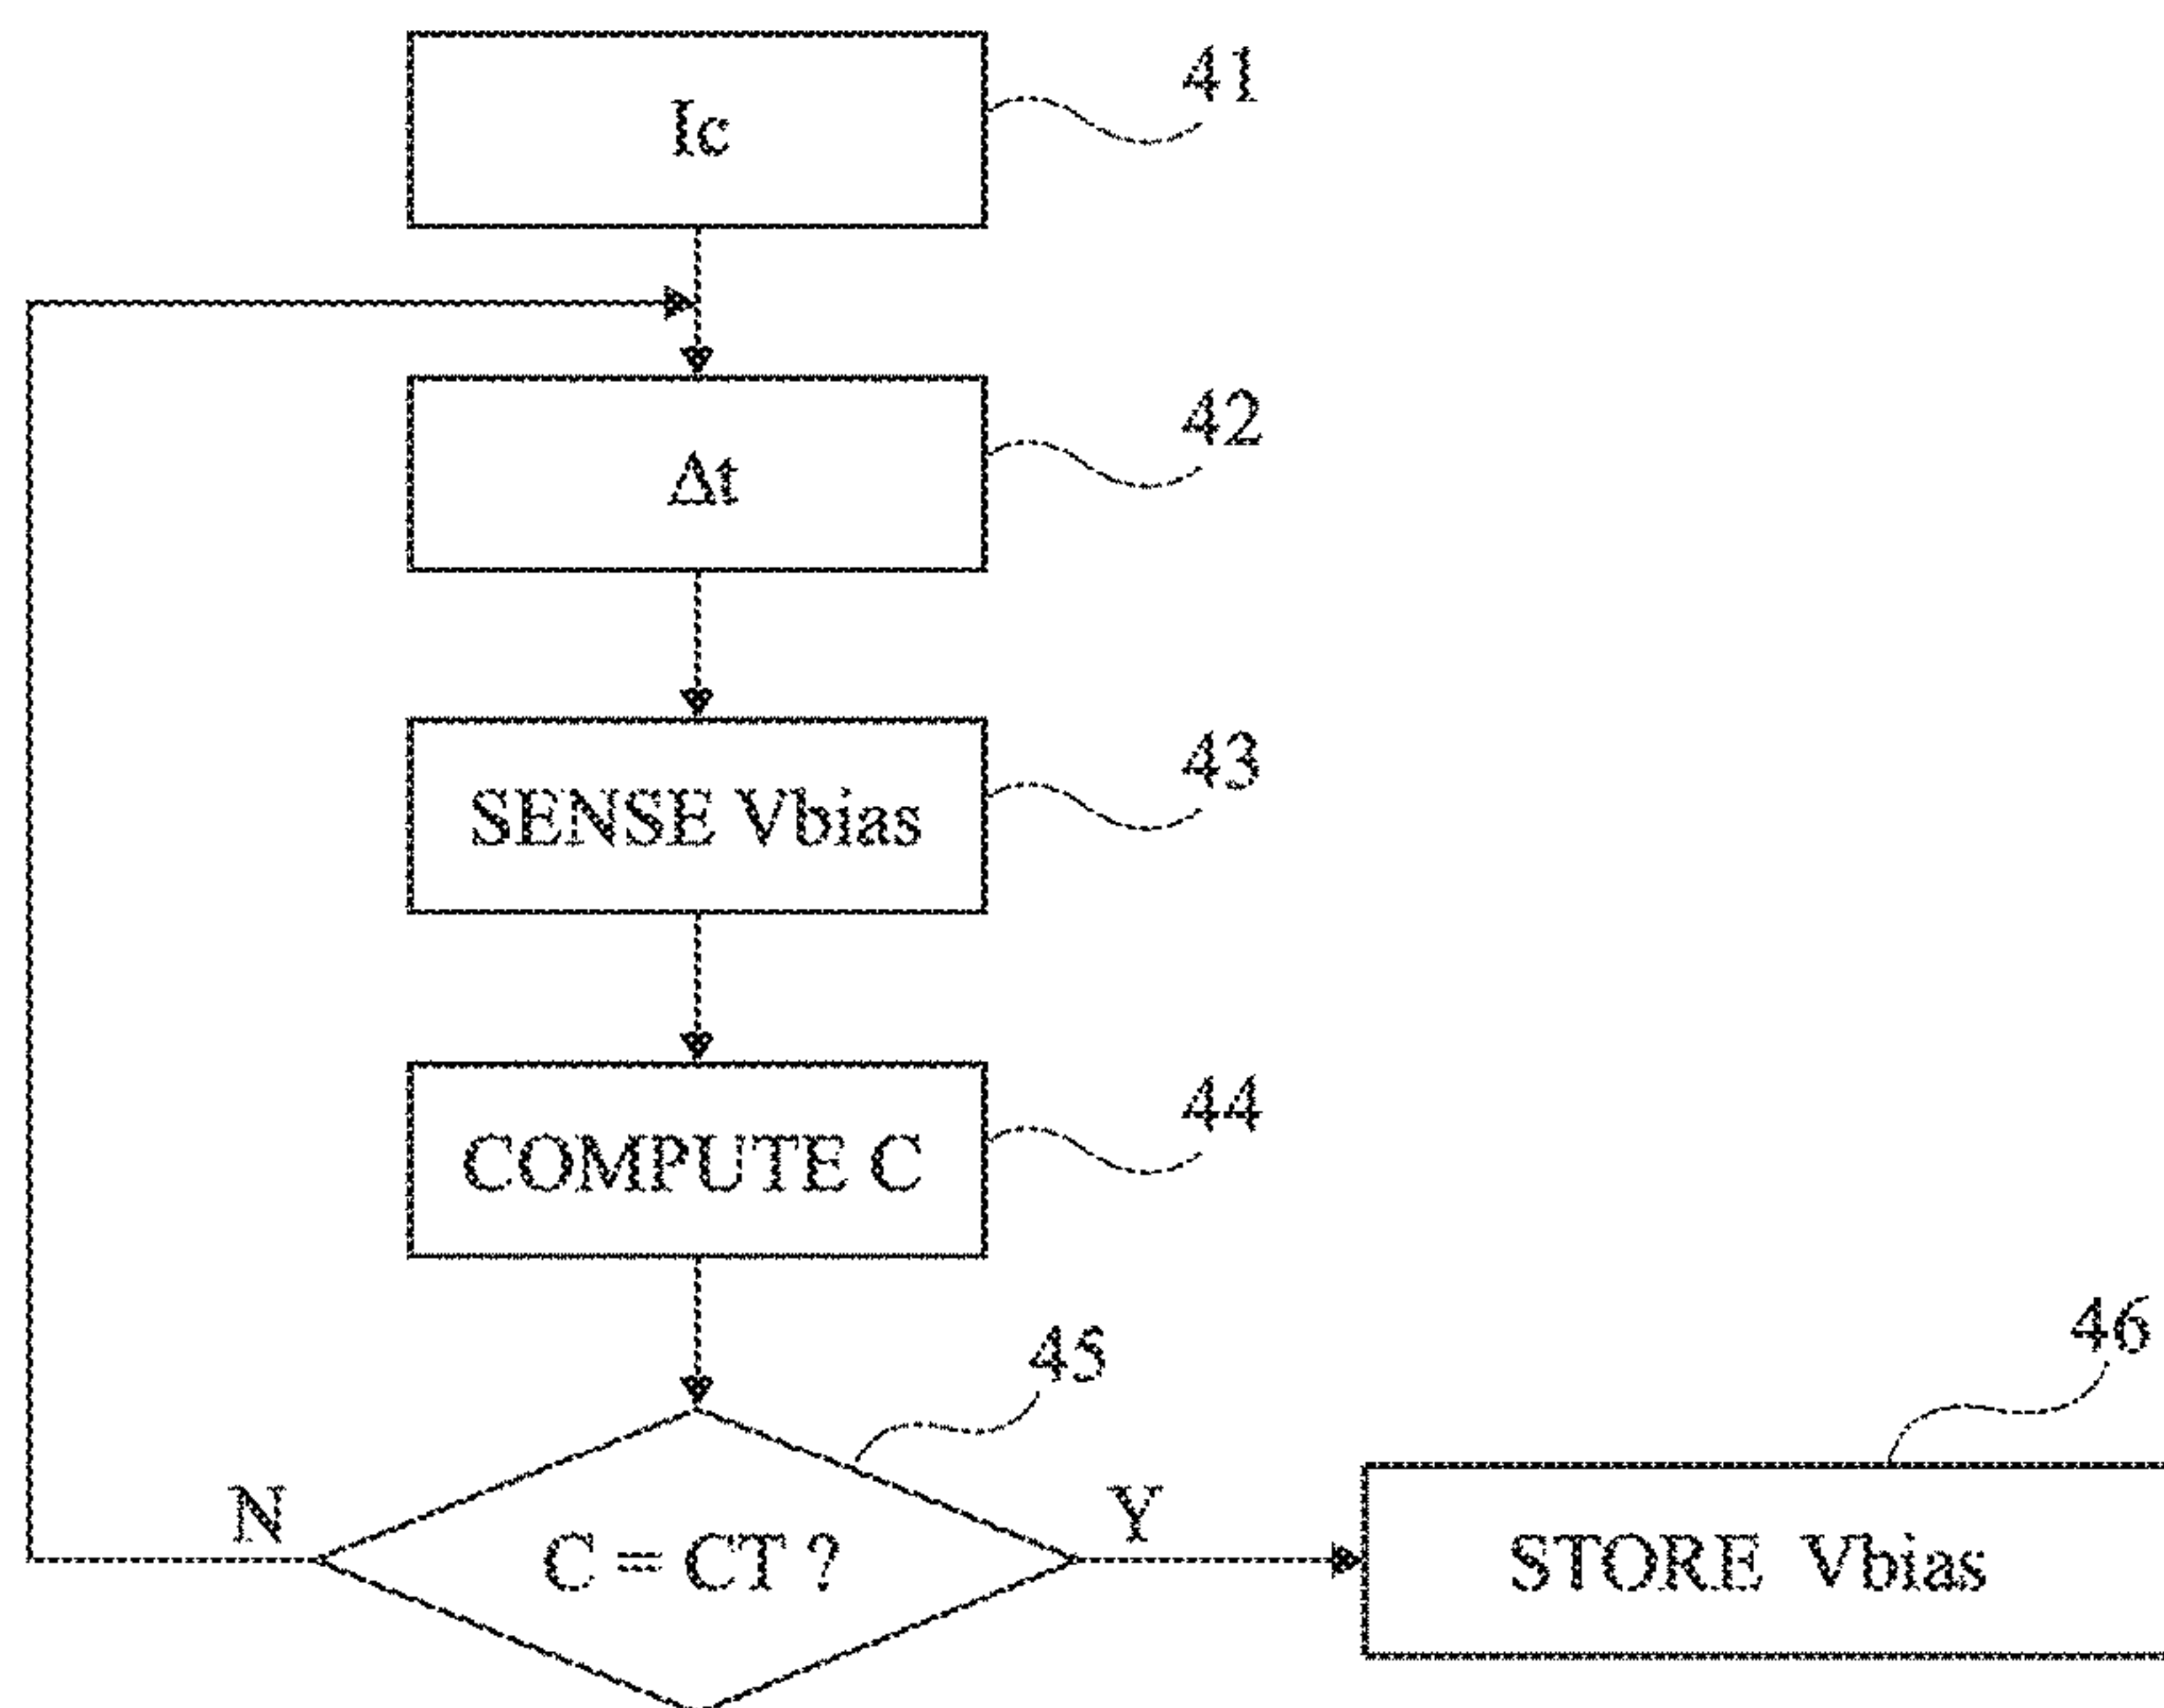 Ic
41
Δt
42
SENSE Vbias
43
COMPUTE C
44
45
46
N
C = CT ?
Y
STORE Vbias